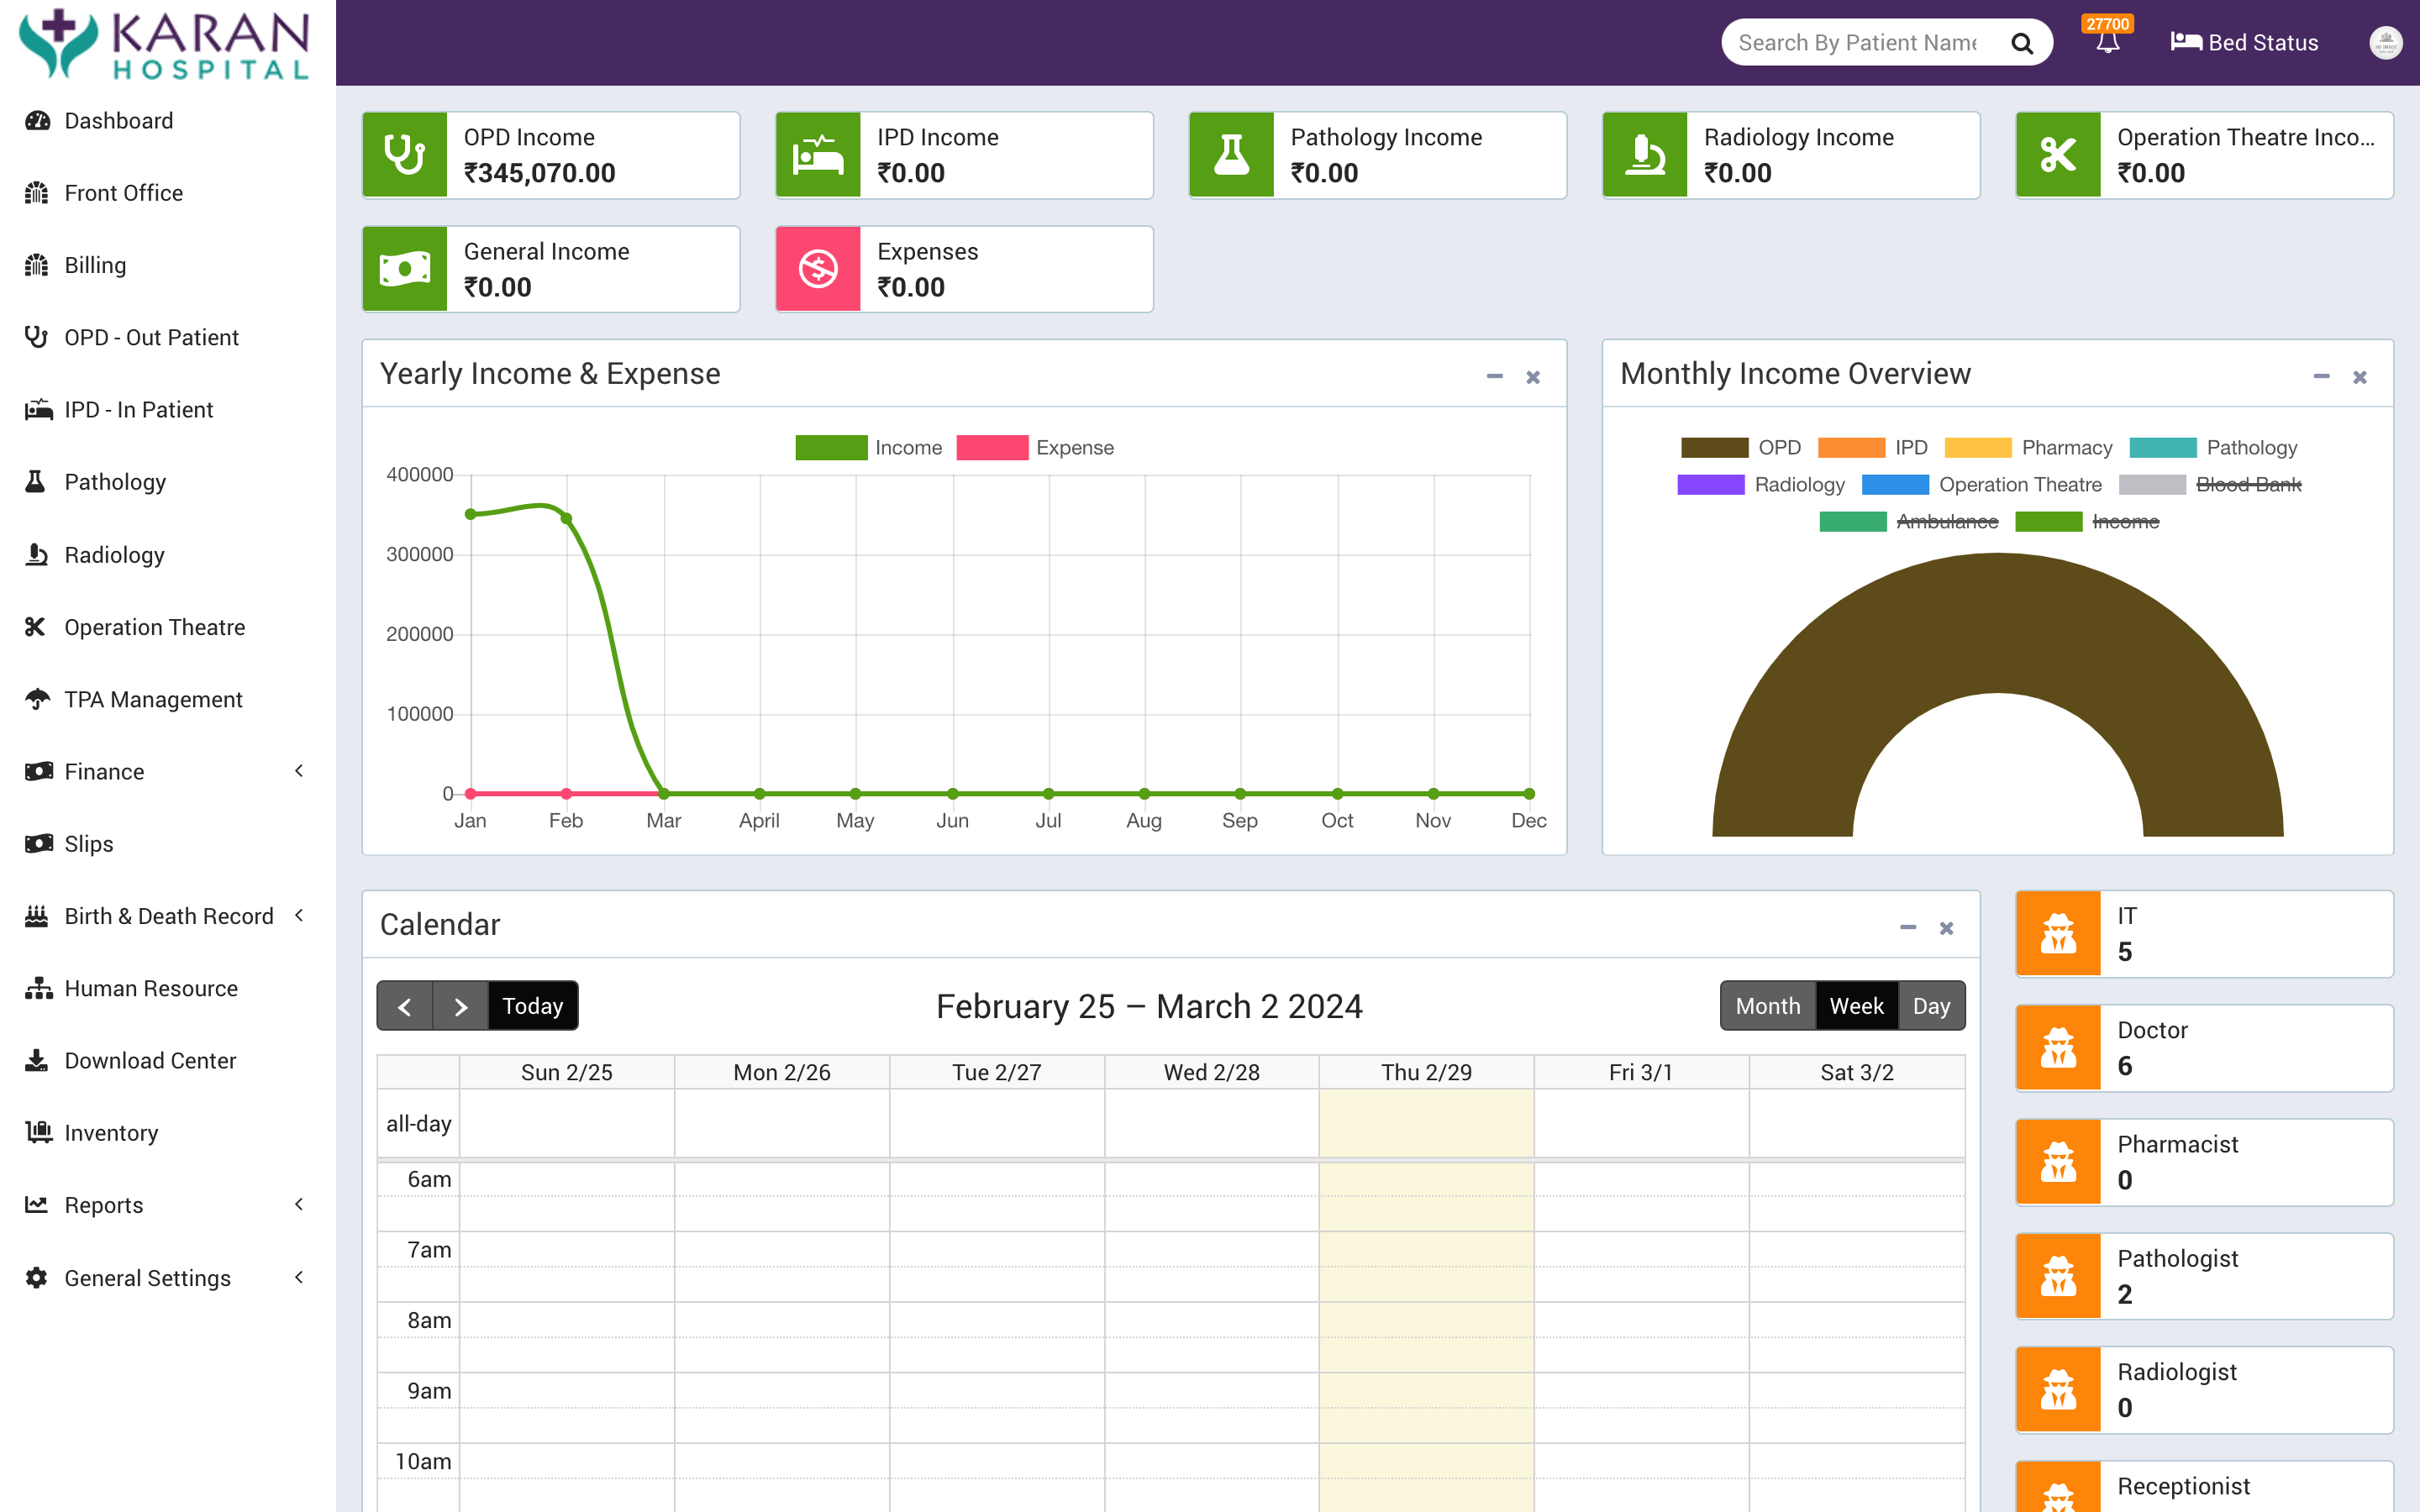 KARAN
HOSPITAL
Search By Patient Name
27700
Bed Status
Dashboard
Front Office
Billing
OPD - Out Patient
IPD - In Patient
Pathology
Radiology
Operation Theatre
TPA Management
Finance
Slips
Birth & Death Record
Human Resource
Download Center
Inventory
Reports
General Settings
OPD Income
₹345,070.00
IPD Income
₹0.00
Pathology Income
₹0.00
Radiology Income
₹0.00
Operation Theatre Inco...
₹0.00
General Income
₹0.00
Expenses
₹0.00
Yearly Income & Expense
Income Expense
400000
300000
200000
100000
0
Jan Feb Mar April May Jun Jul Aug Sep Oct Nov Dec
Monthly Income Overview
OPD IPD Pharmacy Pathology
Radiology Operation Theatre Blood Bank
Ambulance Income
Calendar
Today
February 25 – March 2 2024
Month Week Day
Sun 2/25 Mon 2/26 Tue 2/27 Wed 2/28 Thu 2/29 Fri 3/1 Sat 3/2
all-day
6am
7am
8am
9am
10am
IT
5
Doctor
6
Pharmacist
0
Pathologist
2
Radiologist
0
Receptionist